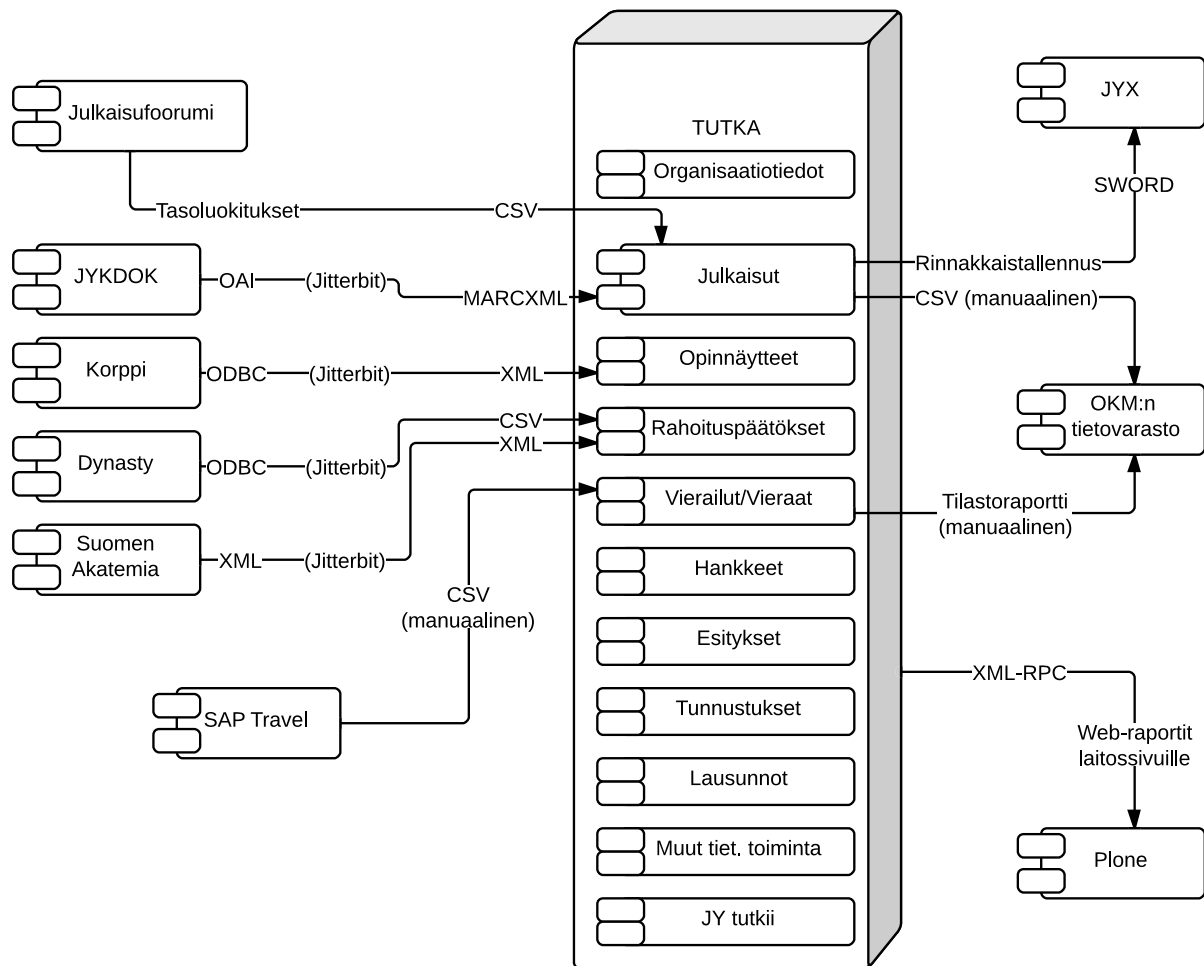 Julkaisufoorumi
Tasoluokitukset
CSV
JYKDOK
OAI
(Jitterbit)
MARCXML
Korppi
ODBC
(Jitterbit)
XML
Dynasty
ODBC
(Jitterbit)
CSV
XML
Suomen
Akatemia
XML
(Jitterbit)
CSV
(manuaalinen)
SAP Travel
TUTKA
Organisaatiotiedot
Julkaisut
Opinnäytteet
Rahoituspäätökset
Vierailut/Vieraat
Hankkeet
Esitykset
Tunnustukset
Lausunnot
Muut tiet. toiminta
JY tutkii
JYX
SWORD
Rinnakkaistallennus
CSV (manuaalinen)
OKM:n
tietovarasto
Tilastoraportti
(manuaalinen)
XML-RPC
Web-raportit
laitossivuille
Plone